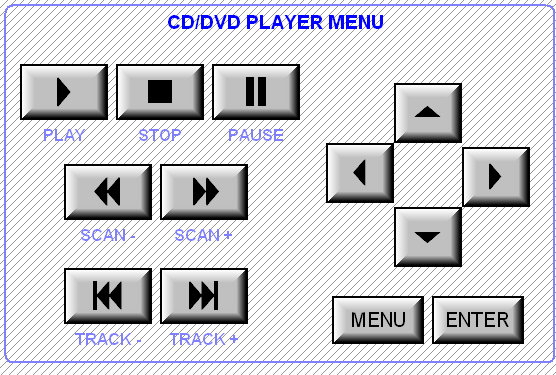 CD/DVD PLAYER MENU
PLAY STOP PAUSE
SCAN - SCAN +
TRACK - TRACK +
MENU ENTER